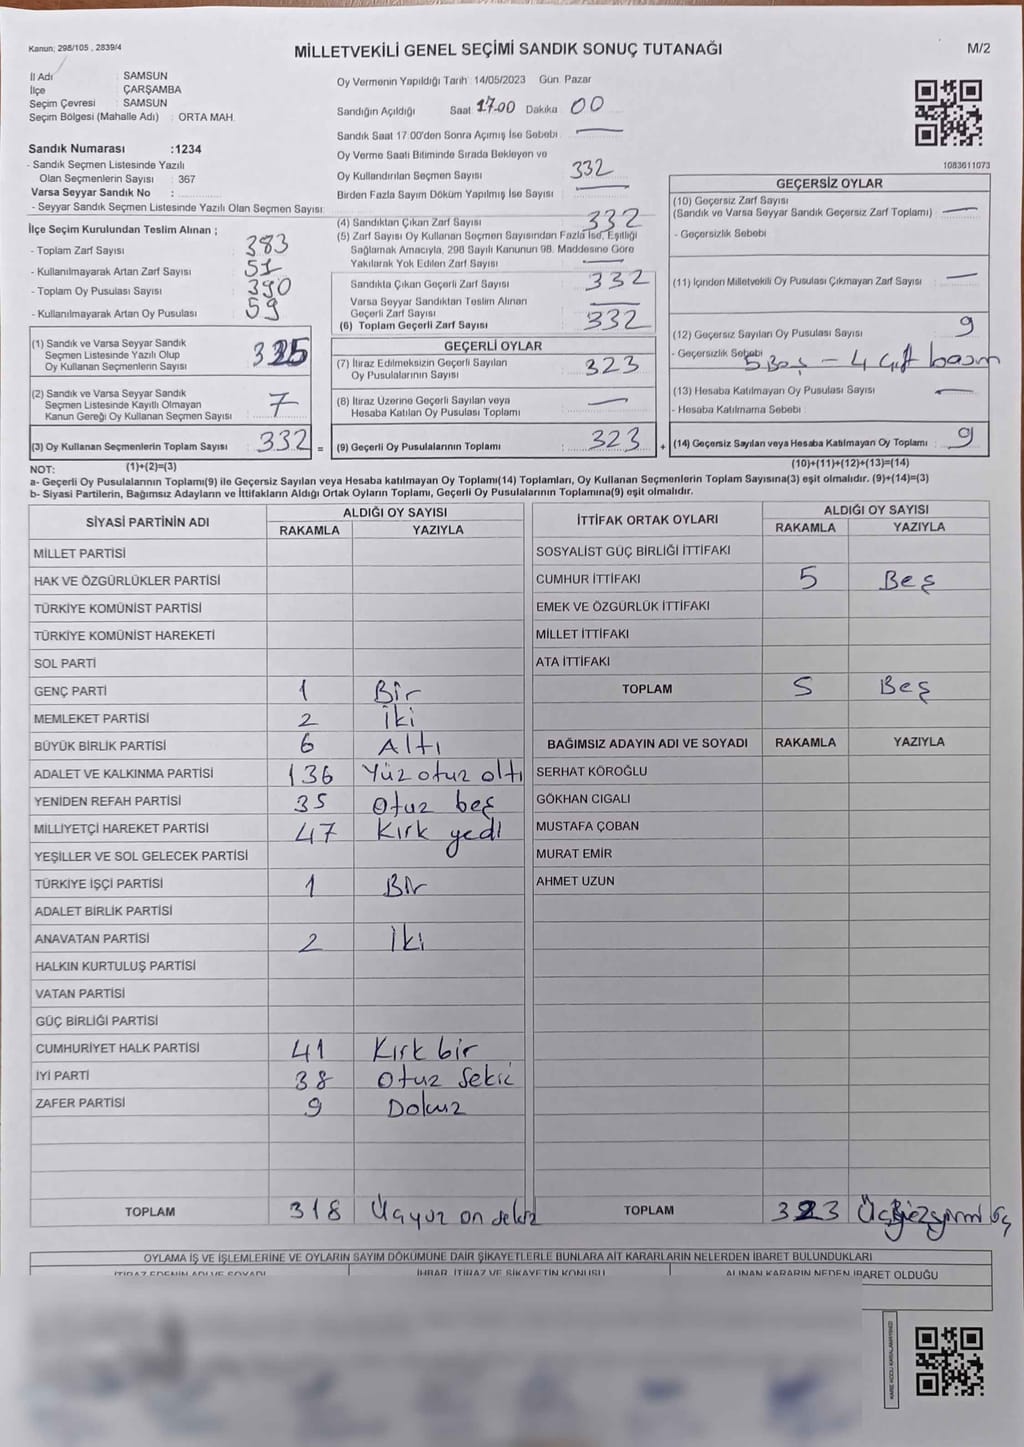 Kanun; 298/105 , 2839/4
MİLLETVEKİLİ GENEL SEÇİMİ SANDIK SONUÇ TUTANAĞI
M/2
İl Adı : SAMSUN
İlçe : ÇARŞAMBA
Seçim Çevresi : SAMSUN
Seçim Bölgesi (Mahalle Adı) : ORTA MAH.
Sandık Numarası :1234
- Sandık Seçmen Listesinde Yazılı
Olan Seçmenlerin Sayısı : 367
Varsa Seyyar Sandık No :
- Seyyar Sandık Seçmen Listesinde Yazılı Olan Seçmen Sayısı:
İlçe Seçim Kurulundan Teslim Alınan ;
- Toplam Zarf Sayısı : 383
- Kullanılmayarak Artan Zarf Sayısı : 51
- Toplam Oy Pusulası Sayısı : 390
- Kullanılmayarak Artan Oy Pusulası : 59
(1) Sandık ve Varsa Seyyar Sandık
Seçmen Listesinde Yazılı Olup
Oy Kullanan Seçmenlerin Sayısı : 325
(2) Sandık ve Varsa Seyyar Sandık
Seçmen Listesinde Kayıtlı Olmayan
Kanun Gereği Oy Kullanan Seçmen Sayısı : 7
(3) Oy Kullanan Seçmenlerin Toplam Sayısı : 332 =
Oy Vermenin Yapıldığı Tarih: 14/05/2023 Gün: Pazar
Sandığın Açıldığı Saat: 17.00 Dakika: 00
Sandık Saat 17:00'den Sonra Açımış İse Sebebi: —
Oy Verme Saati Bitiminde Sırada Bekleyen ve
Oy Kullandırılan Seçmen Sayısı : 332
Birden Fazla Sayım Döküm Yapılmış İse Sayısı : —
(4) Sandıktan Çıkan Zarf Sayısı : 332
(5) Zarf Sayısı Oy Kullanan Seçmen Sayısından Fazla İse, Eşitliği
Sağlamak Amacıyla, 298 Sayılı Kanunun 98. Maddesine Göre
Yakılarak Yok Edilen Zarf Sayısı : —
Sandıkla Çıkan Geçerli Zarf Sayısı : 332
Varsa Seyyar Sandıktan Teslim Alınan
Geçerli Zarf Sayısı : —
(6) Toplam Geçerli Zarf Sayısı : 332
GEÇERLİ OYLAR
(7) İtiraz Edilmeksizin Geçerli Sayılan
Oy Pusulalarının Sayısı : 323
(8) İtiraz Üzerine Geçerli Sayılan veya
Hesaba Katılan Oy Pusulası Toplamı : —
(9) Geçerli Oy Pusulalarının Toplamı : 323 +
1083611073
GEÇERSİZ OYLAR
(10) Geçersiz Zarf Sayısı
(Sandık ve Varsa Seyyar Sandık Geçersiz Zarf Toplamı) : —
- Geçersizlik Sebebi
(11) İçinden Milletvekili Oy Pusulası Çıkmayan Zarf Sayısı : —
(12) Geçersiz Sayılan Oy Pusulası Sayısı : 9
- Geçersizlik Sebebi 5 Boş - 4 Çift basım
(13) Hesaba Katılmayan Oy Pusulası Sayısı : —
- Hesaba Katılmama Sebebi :
(14) Geçersiz Sayılan veya Hesaba Katılmayan Oy Toplamı : 9
NOT: (1)+(2)=(3) (10)+(11)+(12)+(13)=(14)
a- Geçerli Oy Pusulalarının Toplamı(9) ile Geçersiz Sayılan veya Hesaba katılmayan Oy Toplamı(14) Toplamları, Oy Kullanan Seçmenlerin Toplam Sayısına(3) eşit olmalıdır. (9)+(14)=(3)
b- Siyasi Partilerin, Bağımsız Adayların ve İttifakların Aldığı Ortak Oyların Toplamı, Geçerli Oy Pusulalarının Toplamına(9) eşit olmalıdır.
SİYASİ PARTİNİN ADI ALDIĞI OY SAYISI
RAKAMLA YAZIYLA
MİLLET PARTİSİ
HAK VE ÖZGÜRLÜKLER PARTİSİ
TÜRKİYE KOMÜNİST PARTİSİ
TÜRKİYE KOMÜNİST HAREKETİ
SOL PARTİ
GENÇ PARTİ 1 Bir
MEMLEKET PARTİSİ 2 İki
BÜYÜK BİRLİK PARTİSİ 6 Altı
ADALET VE KALKINMA PARTİSİ 136 Yüz otuz altı
YENİDEN REFAH PARTİSİ 35 Otuz beş
MİLLİYETÇİ HAREKET PARTİSİ 47 Kırk yedi
YEŞİLLER VE SOL GELECEK PARTİSİ
TÜRKİYE İŞÇİ PARTİSİ 1 Bir
ADALET BİRLİK PARTİSİ
ANAVATAN PARTİSİ 2 İki
HALKIN KURTULUŞ PARTİSİ
VATAN PARTİSİ
GÜÇ BİRLİĞİ PARTİSİ
CUMHURİYET HALK PARTİSİ 41 Kırk bir
İYİ PARTİ 38 Otuz sekiz
ZAFER PARTİSİ 9 Dokuz
TOPLAM 318 Üçyüz on sekiz
İTTİFAK ORTAK OYLARI ALDIĞI OY SAYISI
RAKAMLA YAZIYLA
SOSYALİST GÜÇ BİRLİĞİ İTTİFAKI
CUMHUR İTTİFAKI 5 Beş
EMEK VE ÖZGÜRLÜK İTTİFAKI
MİLLET İTTİFAKI
ATA İTTİFAKI
TOPLAM 5 Beş
BAĞIMSIZ ADAYIN ADI VE SOYADI RAKAMLA YAZIYLA
SERHAT KÖROĞLU
GÖKHAN CIGALI
MUSTAFA ÇOBAN
MURAT EMİR
AHMET UZUN
TOPLAM 323
OYLAMA İŞ VE İŞLEMLERİNE VE OYLARIN SAYIM DÖKÜMÜNE DAİR ŞİKAYETLERLE BUNLARA AİT KARARLARIN NELERDEN İBARET BULUNDUKLARI
İTİRAZ EDENİN ADI VE SOYADI İHBAR, İTİRAZ VE ŞİKAYETİN KONUSU ALINAN KARARIN NEDEN İBARET OLDUĞU